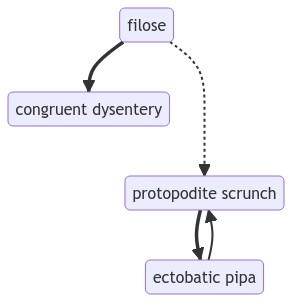 filose
congruent dysentery
protopodite scrunch
ectobatic pipa